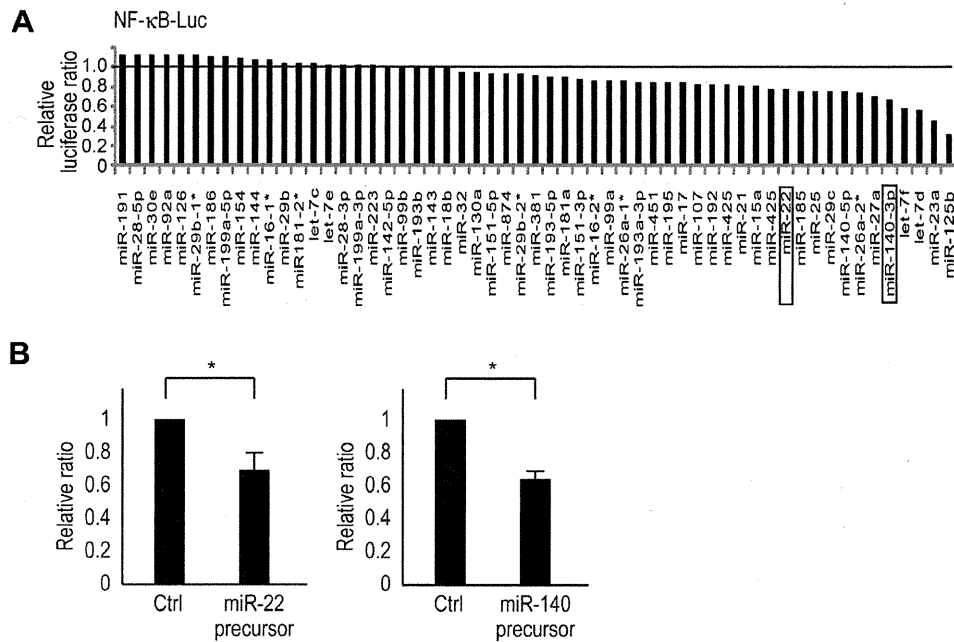 A
NF-κB-Luc
Relative
luciferase ratio
1.0
0.8
0.6
0.4
0.2
0
miR-191
miR-28-5p
miR-30e
miR-92a
miR-126
miR-29b-1*
miR-186
miR-199a-5p
miR-154
miR-144
miR-16-1*
miR-29b
miR181-2*
let-7c
let-7e
miR-28-3p
miR-199a-3p
miR-223
miR-142-5p
miR-99b
miR-193b
miR-143
miR-18b
miR-32
miR-130a
miR-151-5p
miR-874
miR-29b-2*
miR-381
miR-193-5p
miR-181a
miR-151-3p
miR-16-2*
miR-99a
miR-26a-1*
miR-193a-3p
miR-451
miR-195
miR-17
miR-107
miR-192
miR-425
miR-21
miR-15a
miR-425
miR-22
miR-185
miR-25
miR-29c
miR-140-5p
miR-26a-2*
miR-27a
miR-140-3p
let-7f
let-7d
miR-23a
miR-125b
B
*
Relative ratio
1
0.8
0.6
0.4
0.2
0
Ctrl
miR-22
precursor
*
Relative ratio
1
0.8
0.6
0.4
0.2
0
Ctrl
miR-140
precursor